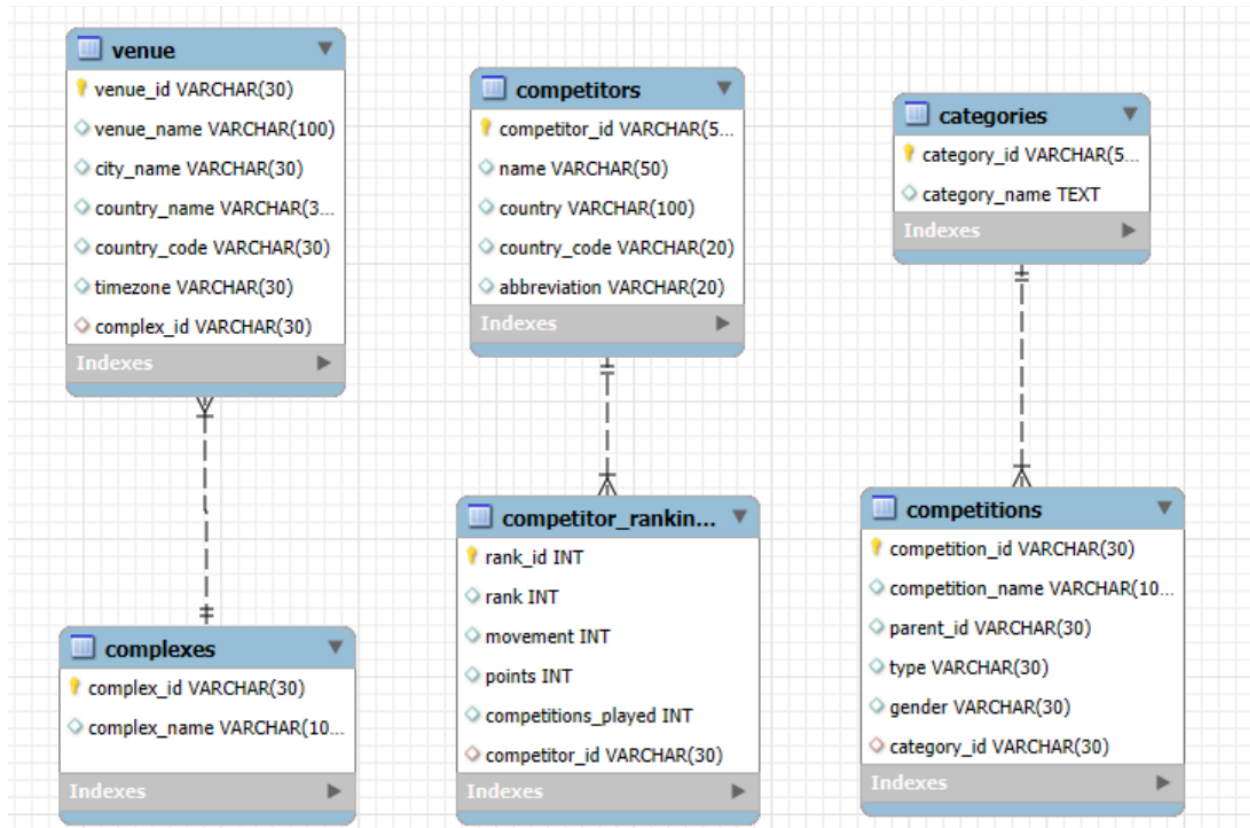 venue
venue_id VARCHAR(30)
venue_name VARCHAR(100)
city_name VARCHAR(30)
country_name VARCHAR(3...
country_code VARCHAR(30)
timezone VARCHAR(30)
complex_id VARCHAR(30)
Indexes
complexes
complex_id VARCHAR(30)
complex_name VARCHAR(10...
Indexes
competitors
competitor_id VARCHAR(5...
name VARCHAR(50)
country VARCHAR(100)
country_code VARCHAR(20)
abbreviation VARCHAR(20)
Indexes
competitor_rankin...
rank_id INT
rank INT
movement INT
points INT
competitions_played INT
competitor_id VARCHAR(30)
Indexes
categories
category_id VARCHAR(5...
category_name TEXT
Indexes
competitions
competition_id VARCHAR(30)
competition_name VARCHAR(10...
parent_id VARCHAR(30)
type VARCHAR(30)
gender VARCHAR(30)
category_id VARCHAR(30)
Indexes